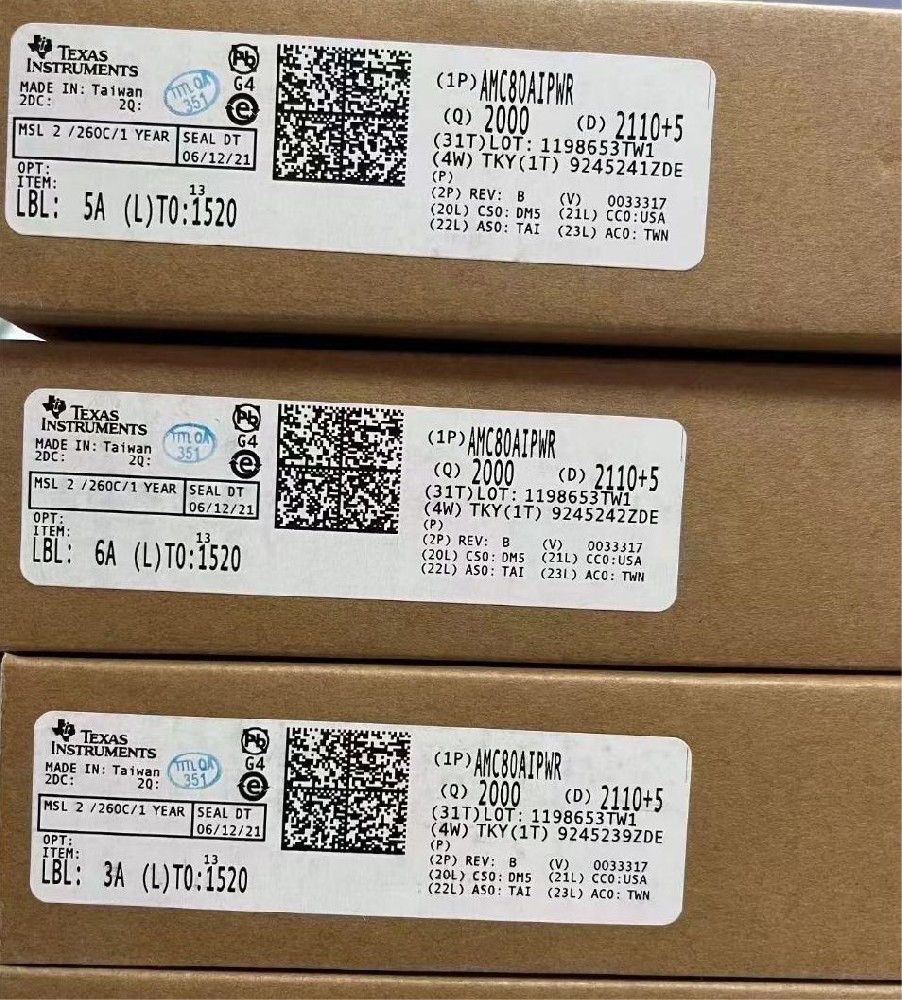 TEXAS
INSTRUMENTS
MADE IN: Taiwan
2DC: 2Q:
TITLOA
351
Pb
G4
e
MSL 2 /260C/1 YEAR
SEAL DT
06/12/21
OPT:
ITEM:
13
LBL: 5A (L)TO:1520
(1P) AMC80AIPWR
(Q) 2000 (D) 2110+5
(31T)LOT: 1198653TW1
(4W) TKY(1T) 9245241ZDE
(P)
(2P) REV: B (V) 0033317
(20L) CSO: DM5 (21L) CCO:USA
(22L) ASO: TAI (23L) ACO: TWN
TEXAS
INSTRUMENTS
MADE IN: Taiwan
2DC: 2Q:
TITLOA
351
Pb
G4
e
MSL 2 /260C/1 YEAR
SEAL DT
06/12/21
OPT:
ITEM:
13
LBL: 6A (L)TO:1520
(1P) AMC80AIPWR
(Q) 2000 (D) 2110+5
(31T)LOT: 1198653TW1
(4W) TKY(1T) 9245242ZDE
(P)
(2P) REV: B (V) 0033317
(20L) CSO: DM5 (21L) CCO:USA
(22L) ASO: TAI (23L) ACO: TWN
TEXAS
INSTRUMENTS
MADE IN: Taiwan
2DC: 2Q:
TITLOA
351
Pb
G4
e
MSL 2 /260C/1 YEAR
SEAL DT
06/12/21
OPT:
ITEM:
13
LBL: 3A (L)TO:1520
(1P) AMC80AIPWR
(Q) 2000 (D) 2110+5
(31T)LOT: 1198653TW1
(4W) TKY(1T) 9245239ZDE
(P)
(2P) REV: B (V) 0033317
(20L) CSO: DM5 (21L) CCO:USA
(22L) ASO: TAI (23L) ACO: TWN